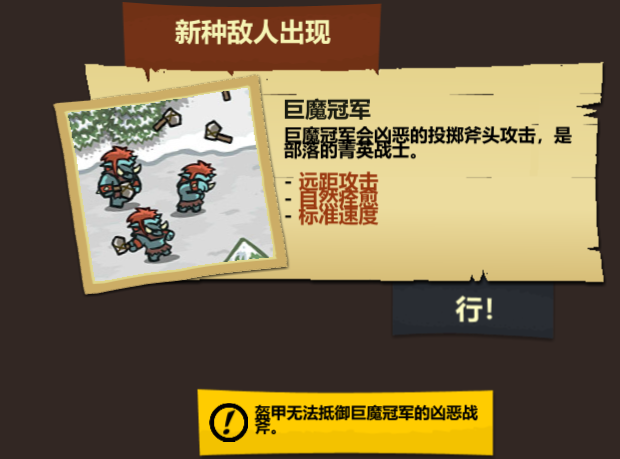 新种敌人出现
巨魔冠军
巨魔冠军会凶恶的投掷斧头攻击，是
部落的菁英战士。
- 远距攻击
- 自然痊愈
- 标准速度
行!
盔甲无法抵御巨魔冠军的凶恶战
斧。